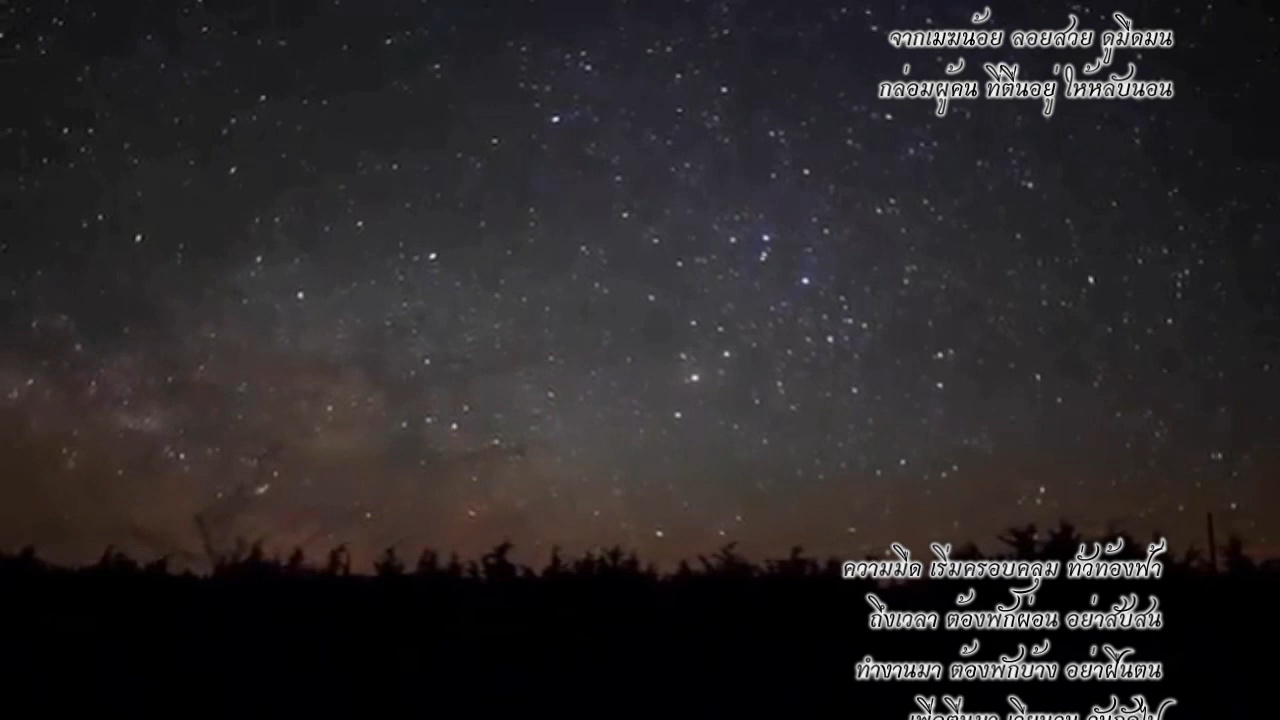 จากเมฆน้อย ลอยสวย ดูมืดมน
กล่อมผู้คน ที่ตื่นอยู่ ให้หลับนอน
ความมืด เริ่มครอบคลุม ทั่วท้องฟ้า
ถึงเวลา ต้องพักผ่อน อย่าสับสน
ทำงานมา ต้องพักบ้าง อย่าฝืนตน